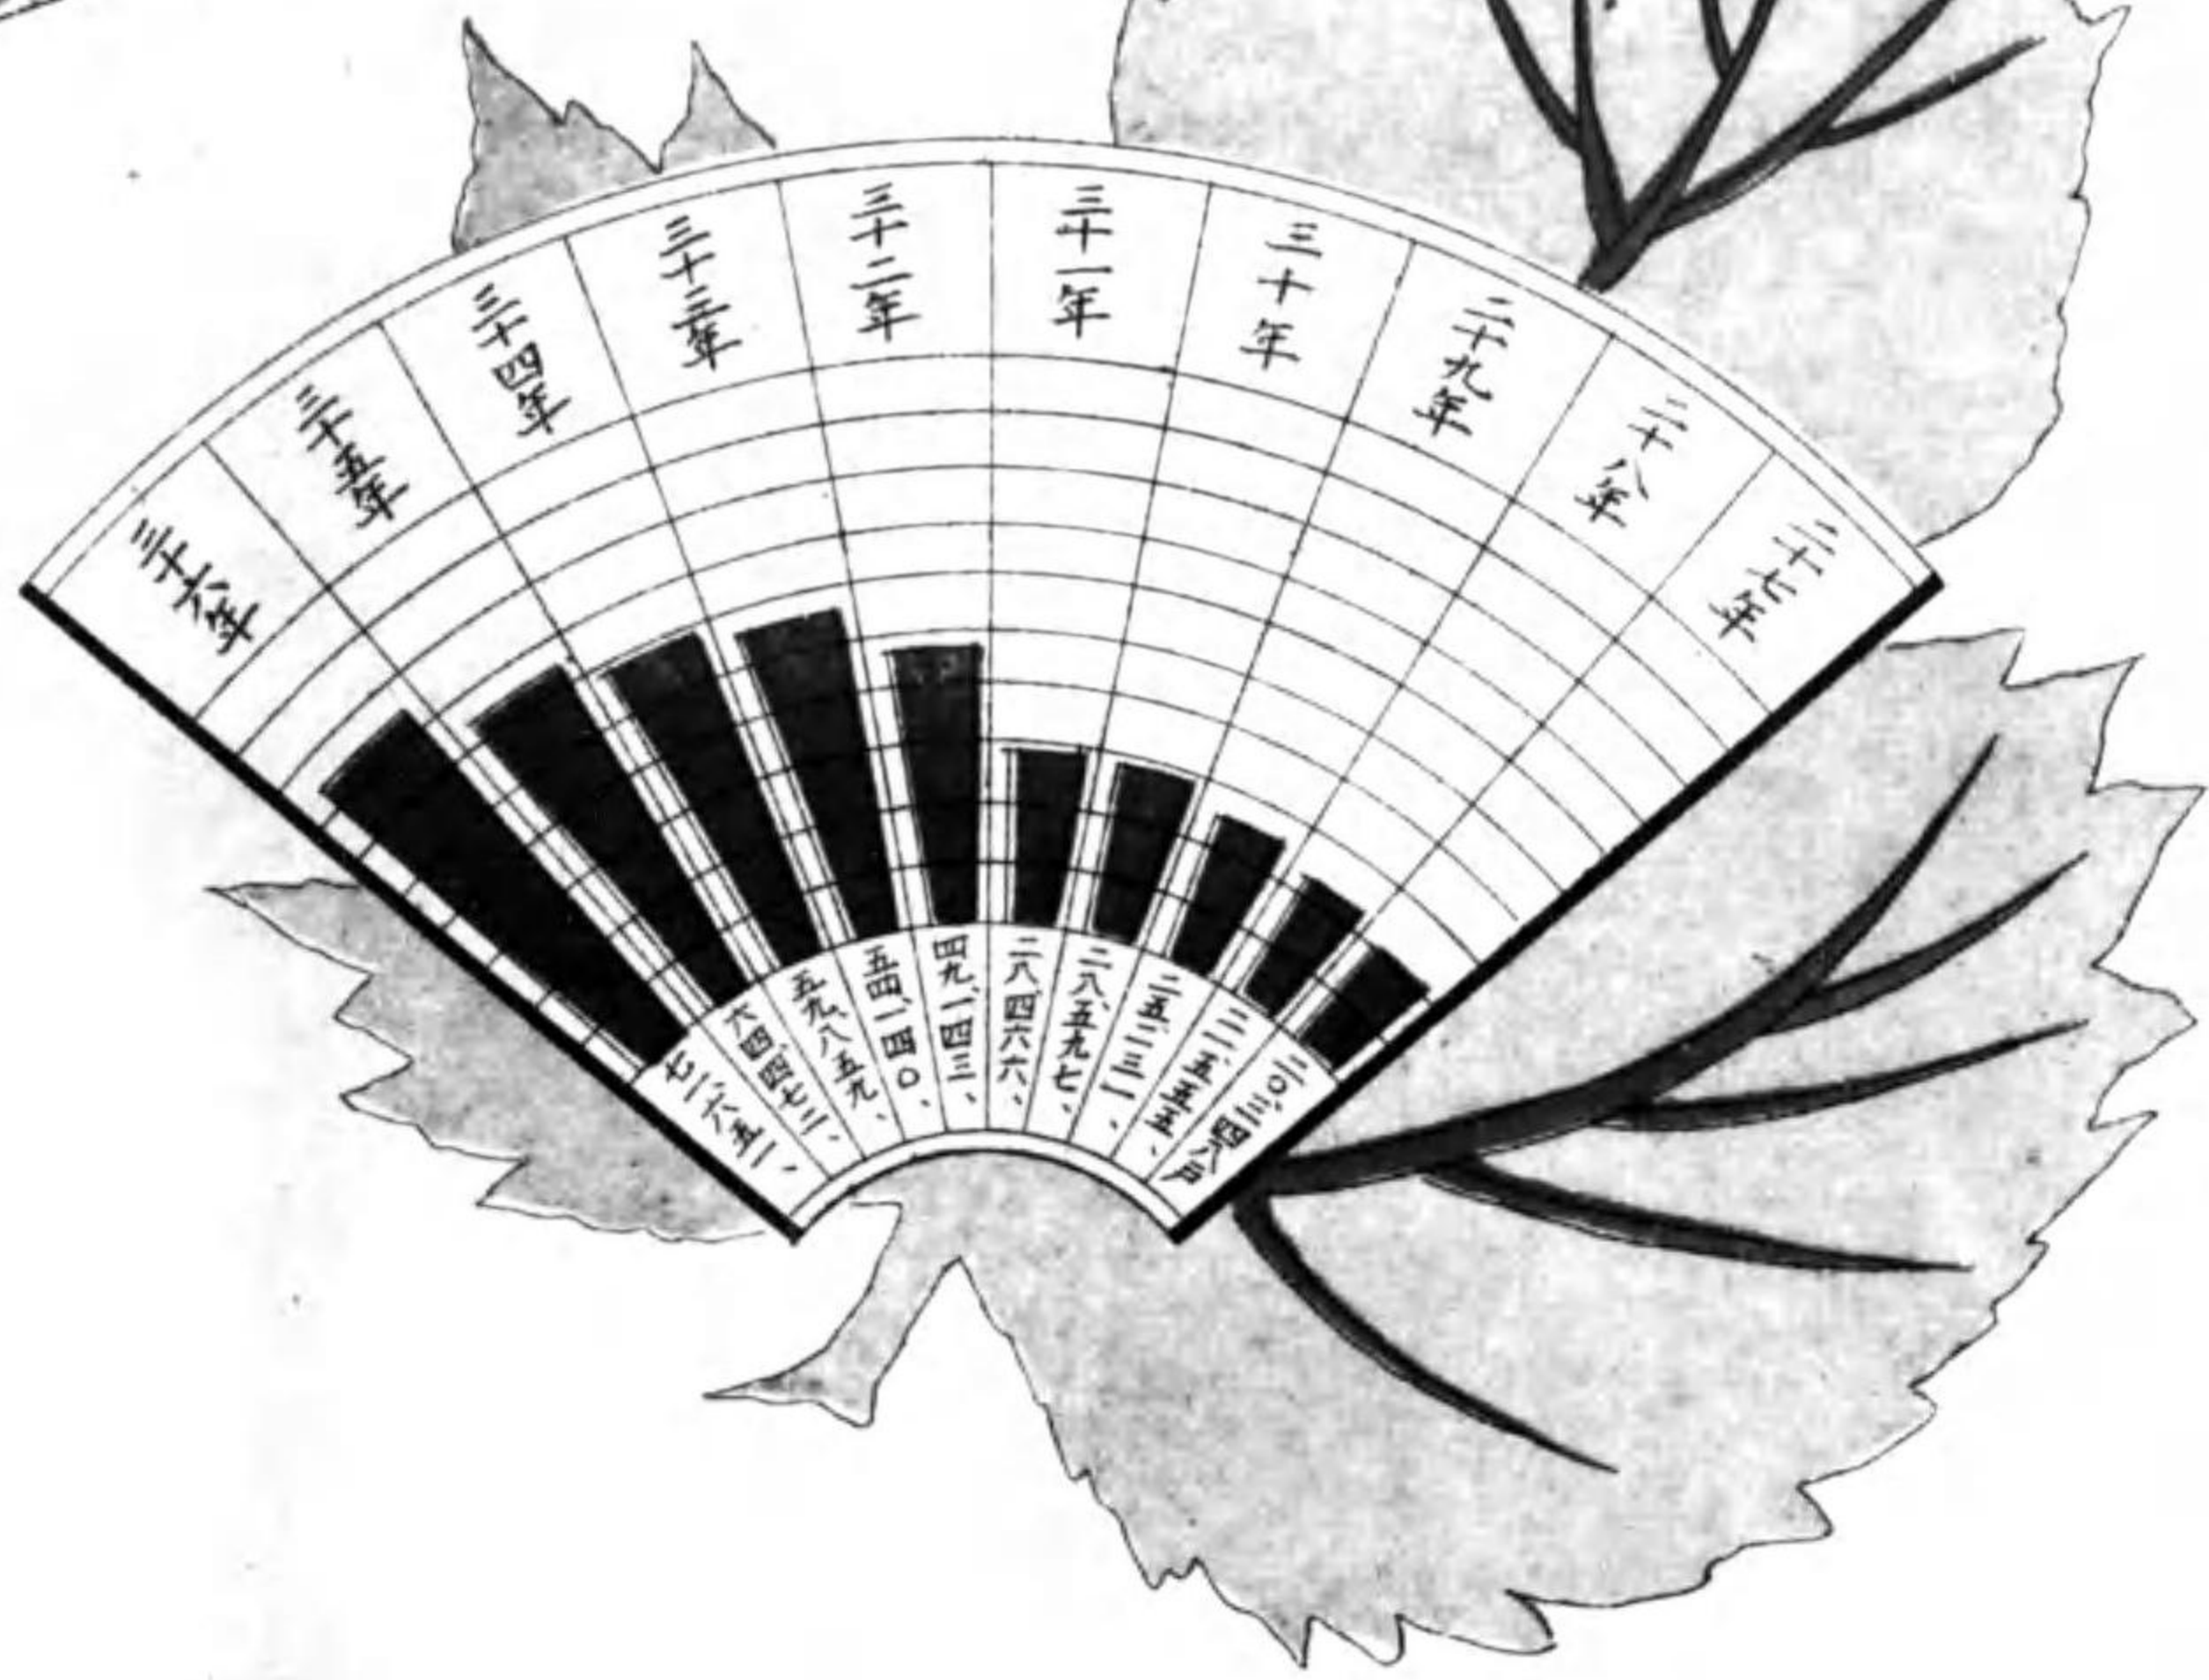 二十七年
二十八年
二十九年
三十年
三十一年
三十二年
三十三年
三十四年
三十五年
三十六年
二〇、三四八戸
二一、五五五、
二五、二三一、
二八、五九七、
二八、四六六、
四九、一四三、
五四、一四〇、
五九、八五九、
六四、四七二、
七一、六五一、